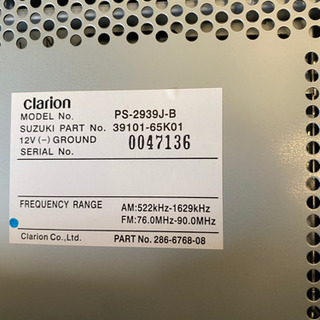 clarion
MODEL No. PS-2939J-B
SUZUKI PART No. 39101-65K01
12V (-) GROUND
SERIAL No. 0047136
FREQUENCY RANGE AM:522kHz-1629kHz
FM:76.0MHz-90.0MHz
Clarion Co.,Ltd. PART No. 286-6768-08